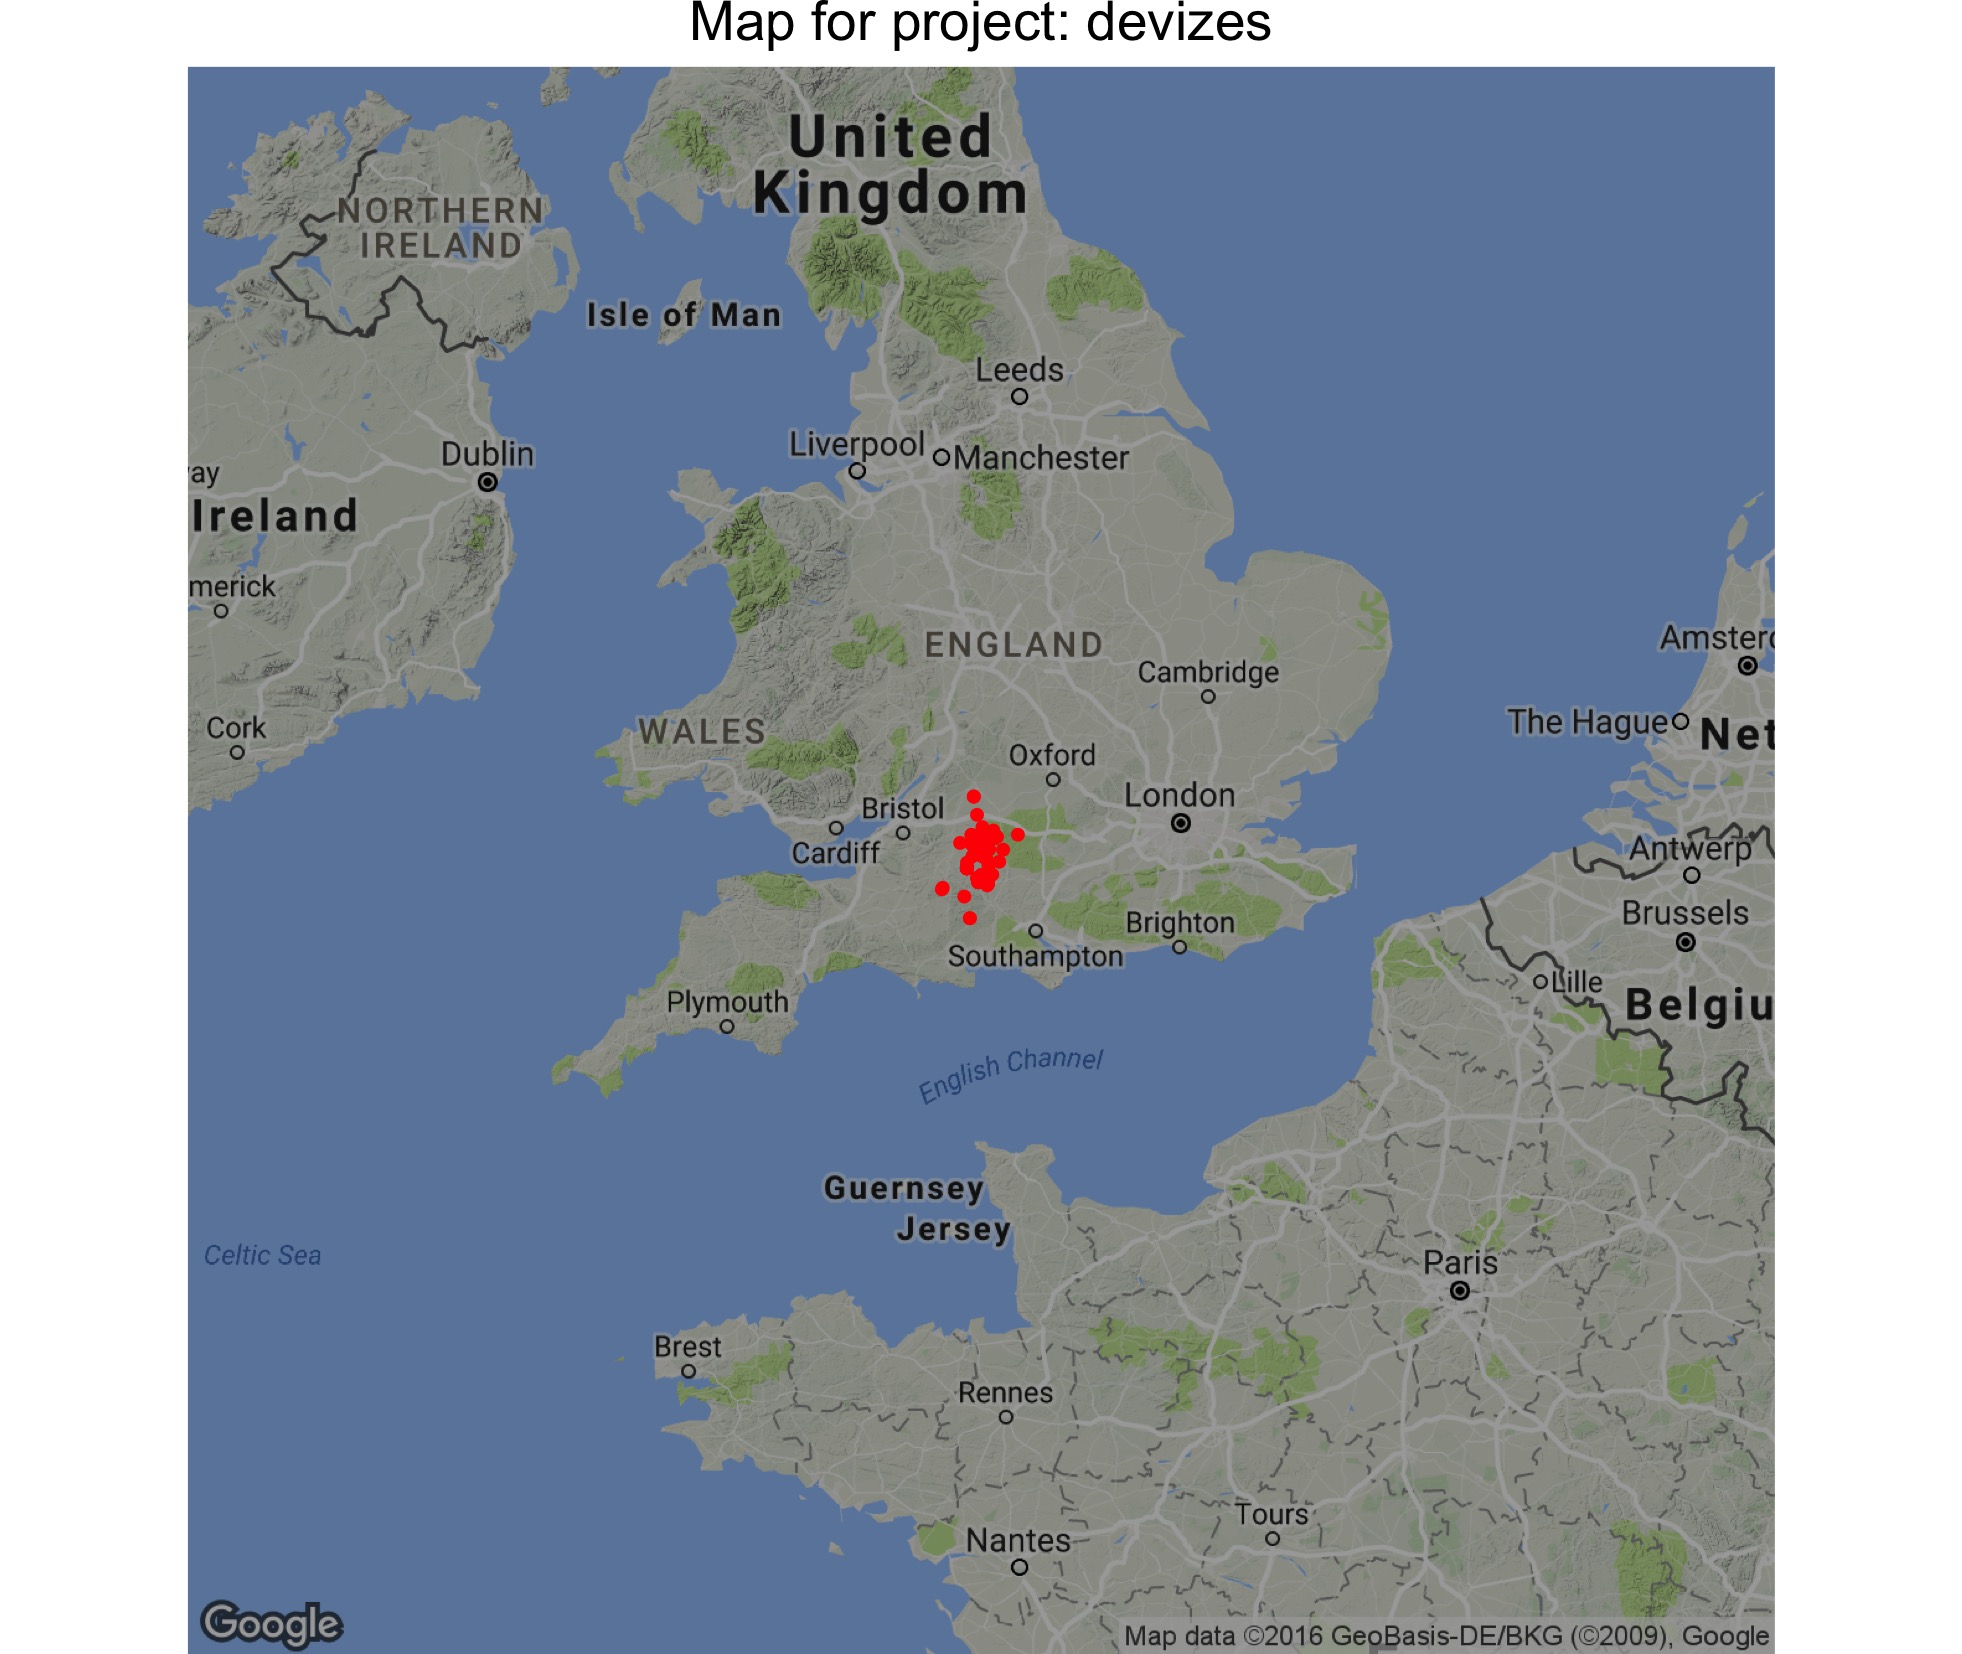 Map for project: devizes
United
Kingdom
NORTHERN
IRELAND
Isle of Man
Leeds
Liverpool
Manchester
Dublin
ay
Ireland
merick
ENGLAND
Amsterd
Cambridge
Cork
WALES
The Hague
Net
Oxford
London
Bristol
Cardiff
Antwerp
Brussels
Brighton
Southampton
Lille
Plymouth
Belgiu
English Channel
Guernsey
Jersey
Celtic Sea
Paris
Brest
Rennes
Tours
Nantes
Google
Map data ©2016 GeoBasis-DE/BKG (©2009), Google